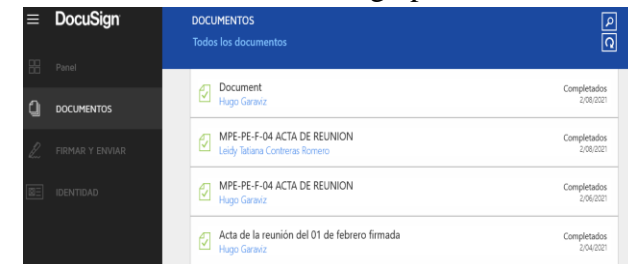 DocuSign
Panel
DOCUMENTOS
FIRMAR Y ENVIAR
IDENTIDAD
DOCUMENTOS
Todos los documentos
Document
Hugo Garaviz
Completados
2/08/2021
MPE-PE-F-04 ACTA DE REUNION
Leidy Tatiana Contreras Romero
Completados
2/08/2021
MPE-PE-F-04 ACTA DE REUNION
Hugo Garaviz
Completados
2/06/2021
Acta de la reunión del 01 de febrero firmada
Hugo Garaviz
Completados
2/04/2021